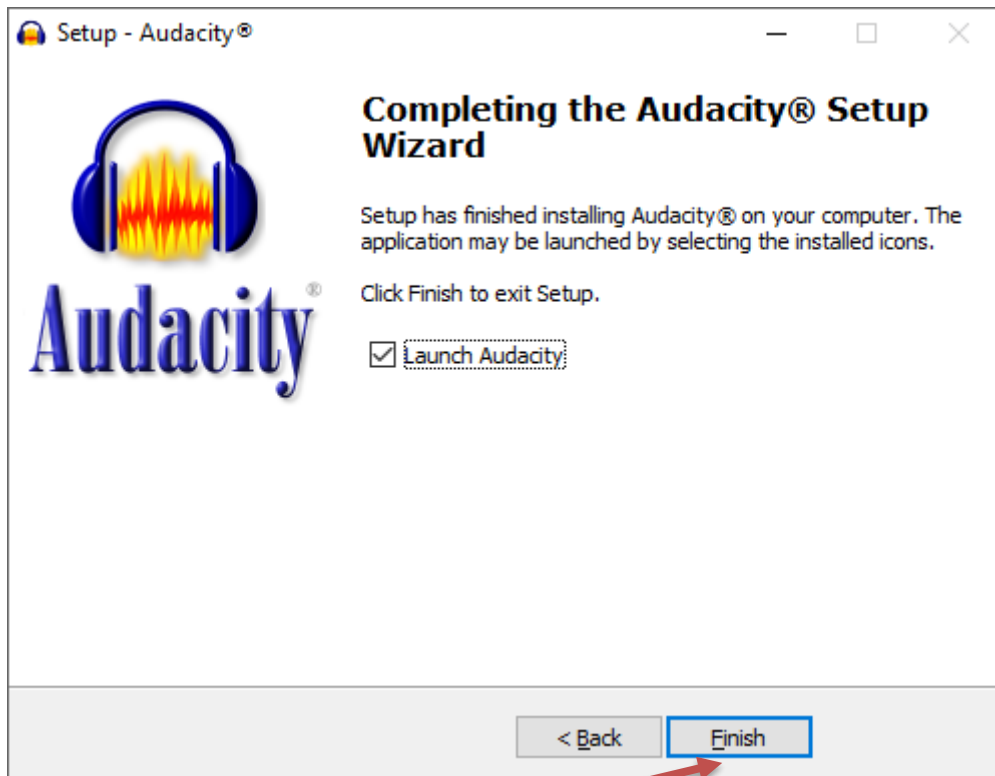 Setup - Audacity®
Completing the Audacity® Setup
Wizard
Setup has finished installing Audacity® on your computer. The
application may be launched by selecting the installed icons.
Click Finish to exit Setup.
Launch Audacity
Audacity®
< Back
Finish